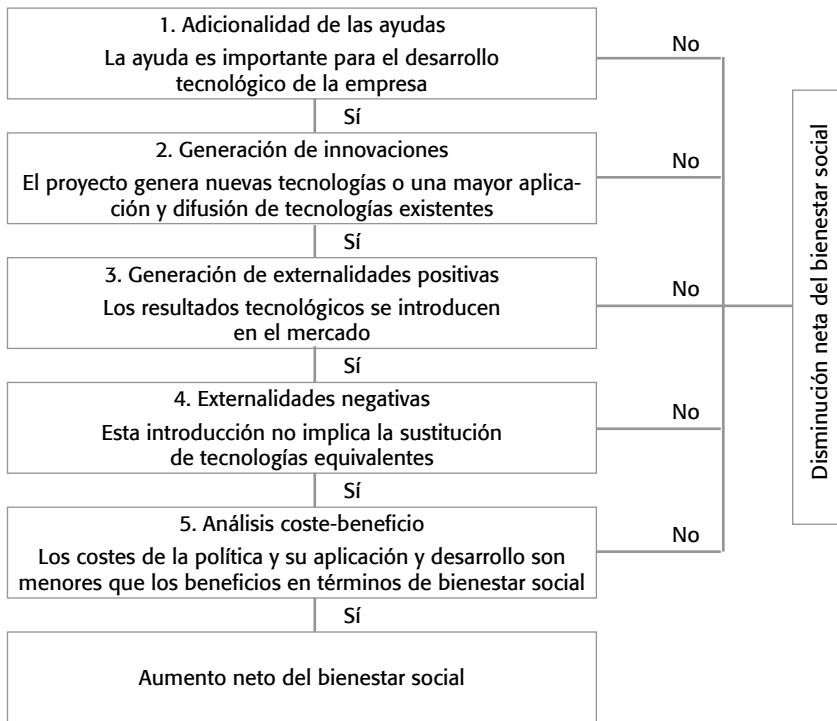 1. Adicionalidad de las ayudas
La ayuda es importante para el desarrollo
tecnológico de la empresa
No
Sí
2. Generación de innovaciones
El proyecto genera nuevas tecnologías o una mayor aplica-
ción y difusión de tecnologías existentes
No
Sí
3. Generación de externalidades positivas
Los resultados tecnológicos se introducen
en el mercado
No
Sí
4. Externalidades negativas
Esta introducción no implica la sustitución
de tecnologías equivalentes
No
Sí
5. Análisis coste-beneficio
Los costes de la política y su aplicación y desarrollo son
menores que los beneficios en términos de bienestar social
No
Sí
Aumento neto del bienestar social
Disminución neta del bienestar social